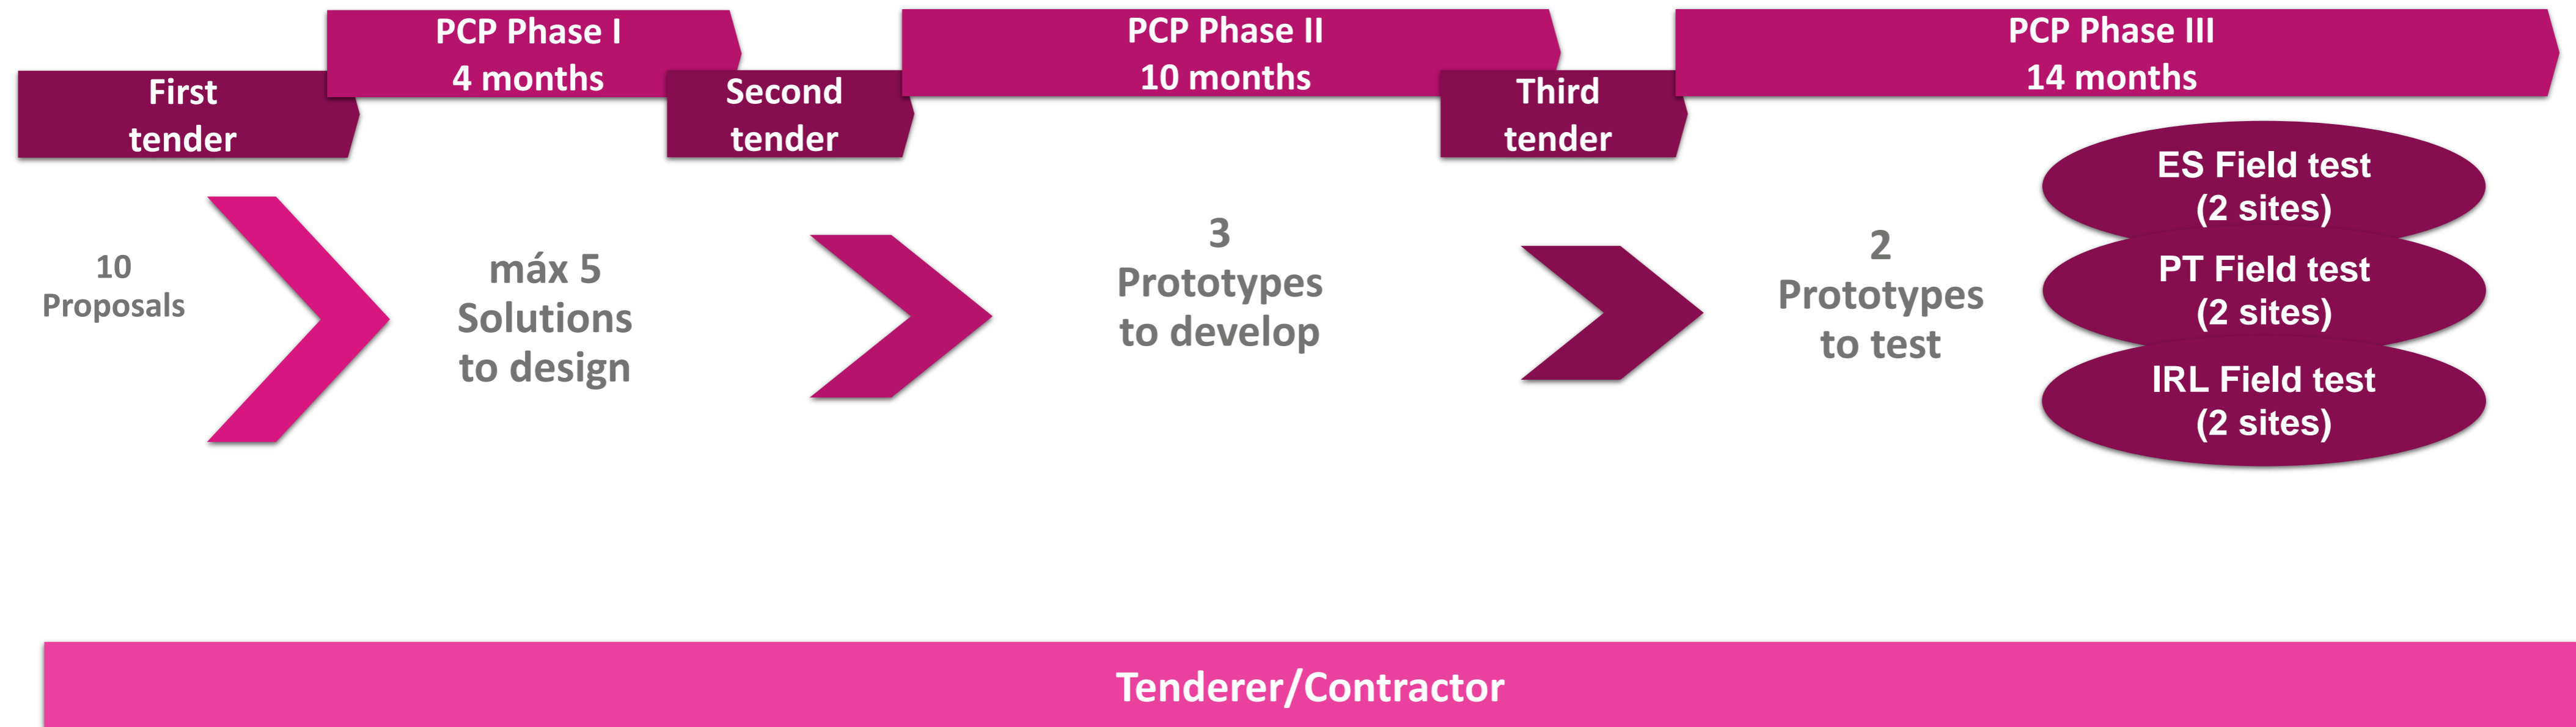 PCP Phase I
4 months
PCP Phase II
10 months
PCP Phase III
14 months
First
tender
Second
tender
Third
tender
10
Proposals
máx 5
Solutions
to design
3
Prototypes
to develop
2
Prototypes
to test
ES Field test
(2 sites)
PT Field test
(2 sites)
IRL Field test
(2 sites)
Tenderer/Contractor